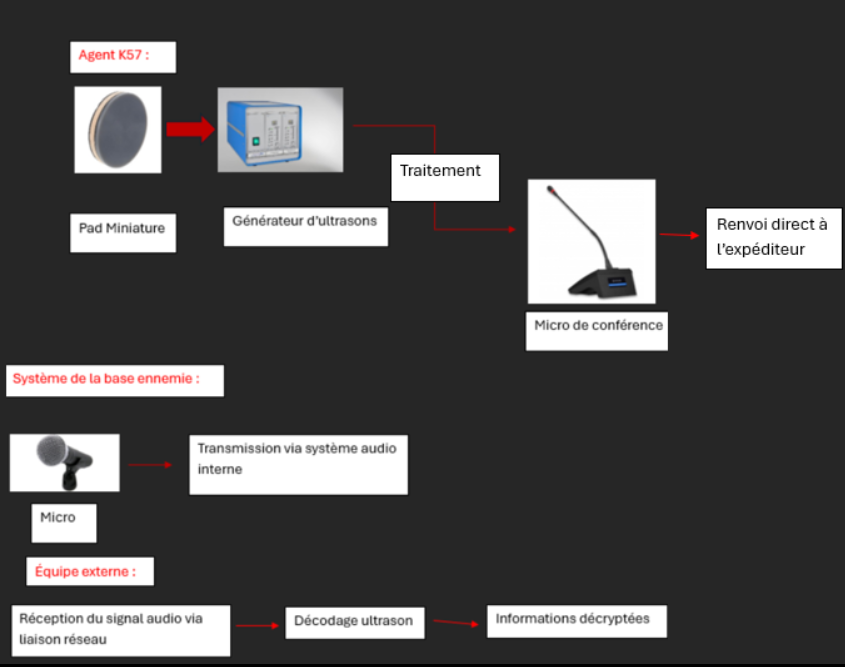 Agent K57 :
Traitement
Pad Miniature
Générateur d'ultrasons
Renvoi direct à
l'expéditeur
Micro de conférence
Système de la base ennemie :
Transmission via système audio
interne
Micro
Équipe externe :
Réception du signal audio via
liaison réseau
Décodage ultrason
Informations décryptées